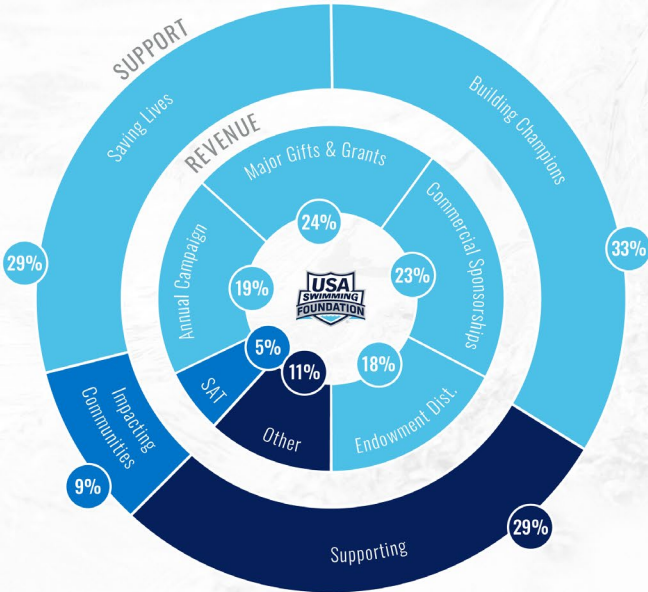 SUPPORT
Saving Lives
29%
Building Champions
33%
Impacting
Communities
9%
Supporting
29%
REVENUE
Major Gifts & Grants
24%
Commercial Sponsorships
23%
Endowment Dist.
18%
Other
11%
SAT
5%
Annual Campaign
19%
USA
SWIMMING
FOUNDATION